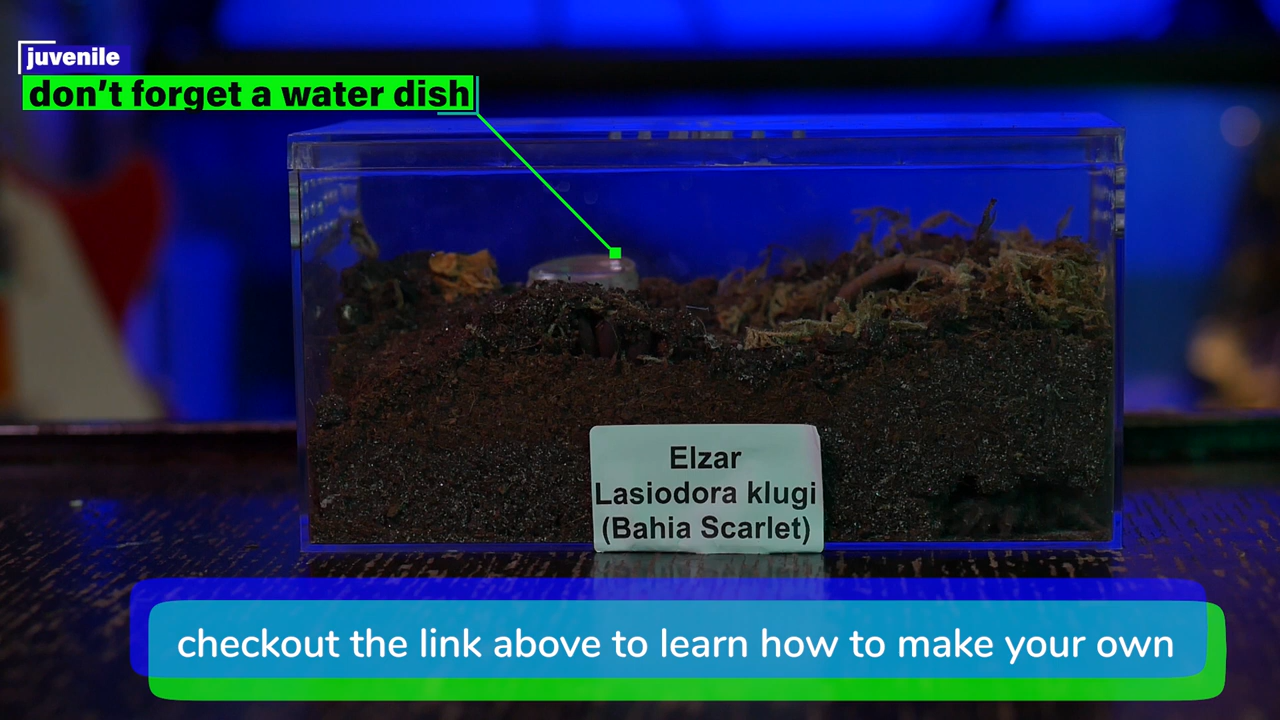 juvenile
don't forget a water dish
Elzar
Lasiodora klugi
(Bahia Scarlet)
checkout the link above to learn how to make your own